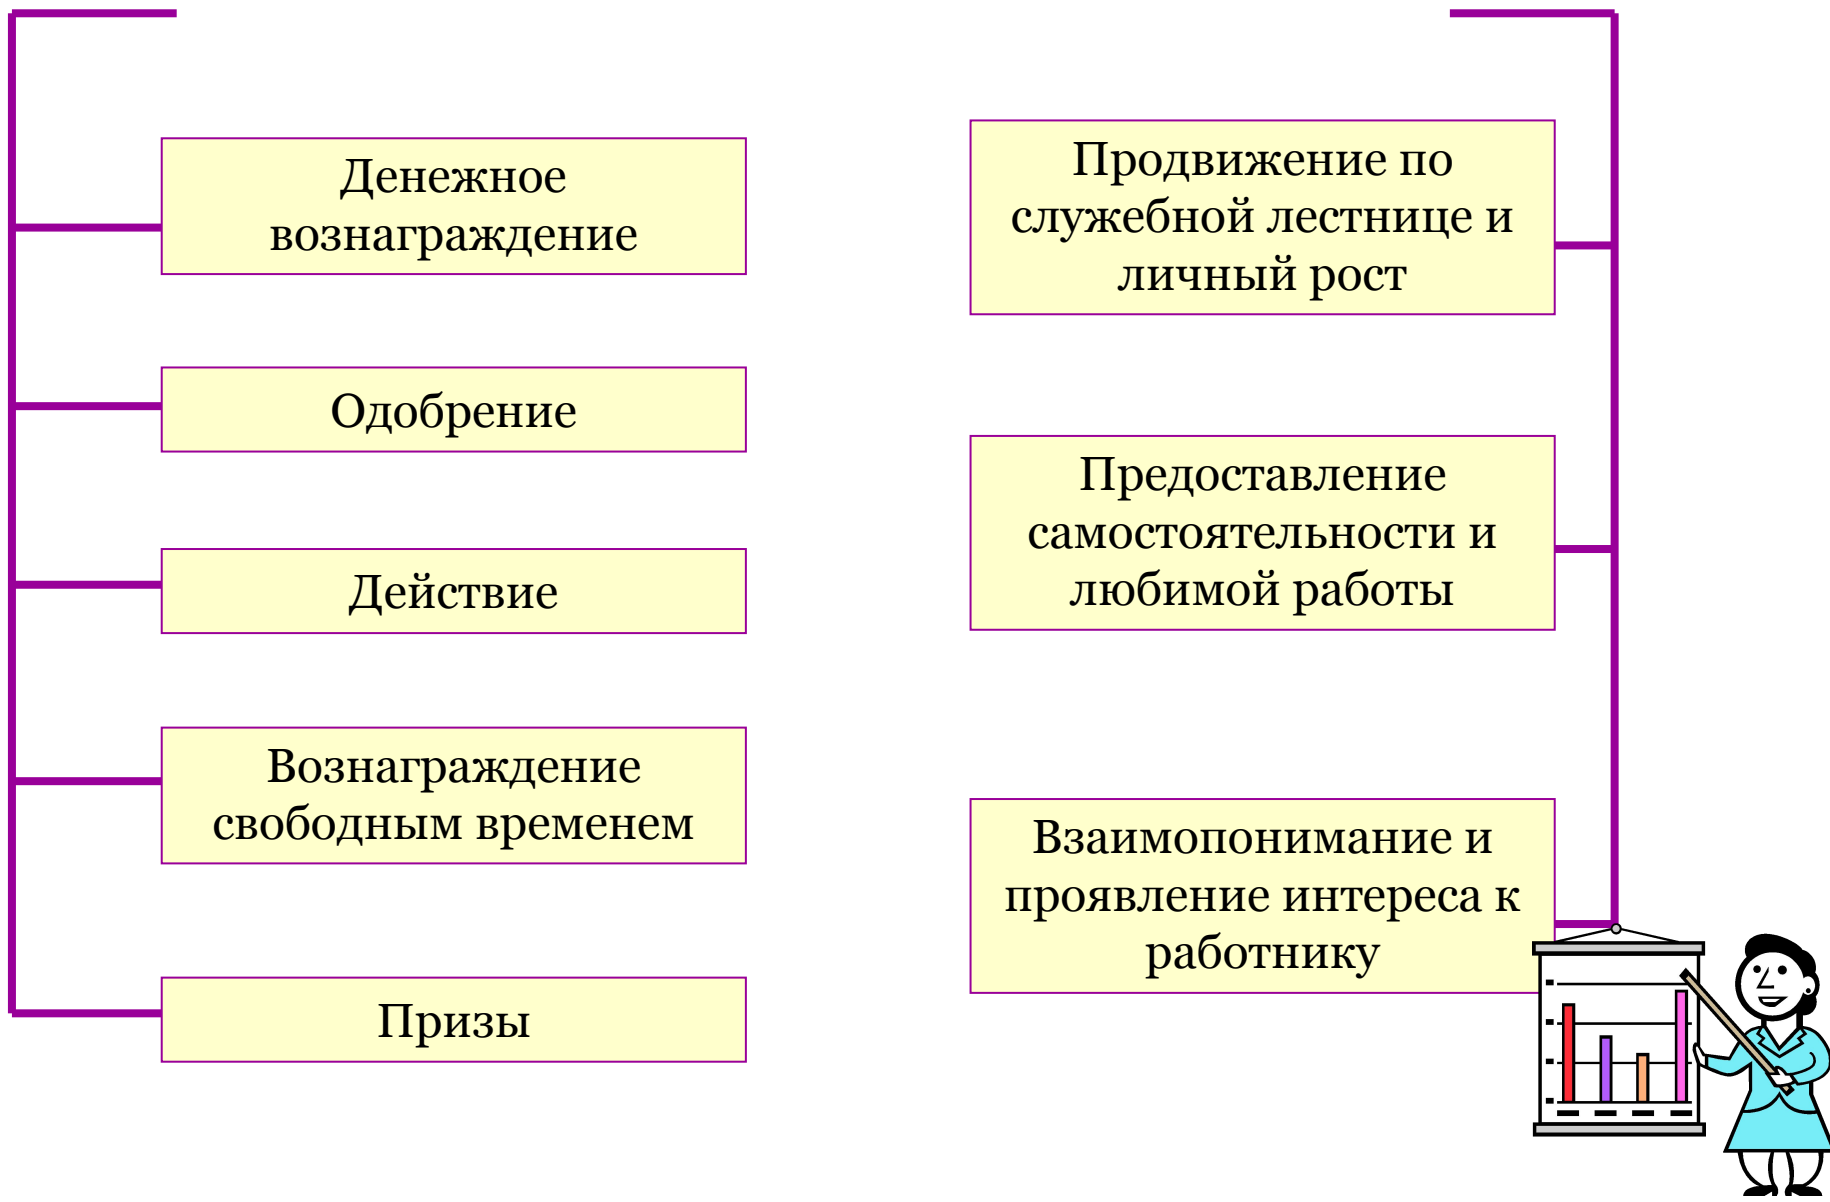 Денежное
вознаграждение
Одобрение
Действие
Вознаграждение
свободным временем
Призы
Продвижение по
служебной лестнице и
личный рост
Предоставление
самостоятельности и
любимой работы
Взаимопонимание и
проявление интереса к
работнику